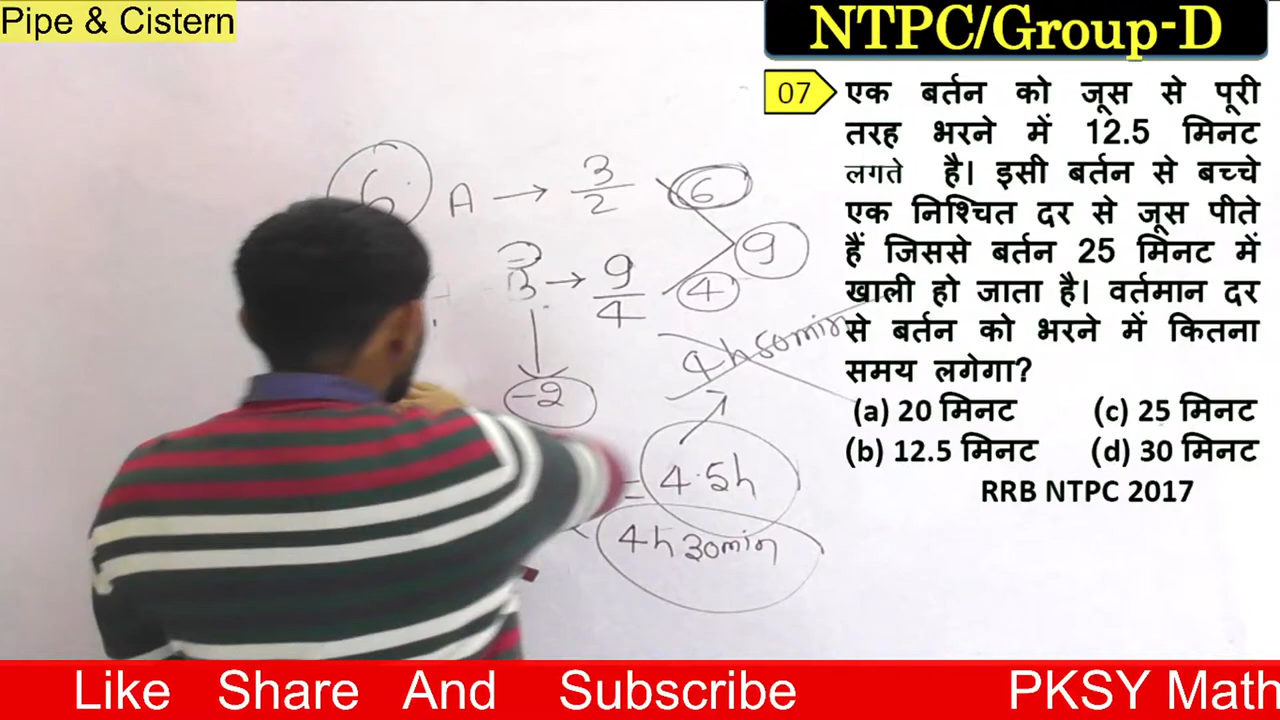 Pipe & Cistern
NTPC/Group-D
07 एक बर्तन को जूस से पूरी
तरह भरने में 12.5 मिनट
लगते है। इसी बर्तन से बच्चे
एक निश्चित दर से जूस पीते
हैं जिससे बर्तन 25 मिनट में
खाली हो जाता है। वर्तमान दर
से बर्तन को भरने में कितना
समय लगेगा?
(a) 20 मिनट (c) 25 मिनट
(b) 12.5 मिनट (d) 30 मिनट
RRB NTPC 2017
6 A → 3/2 6
9
B → 9/4 4
-2
= 4.5h
4h 30min
Like Share And Subscribe PKSY Math